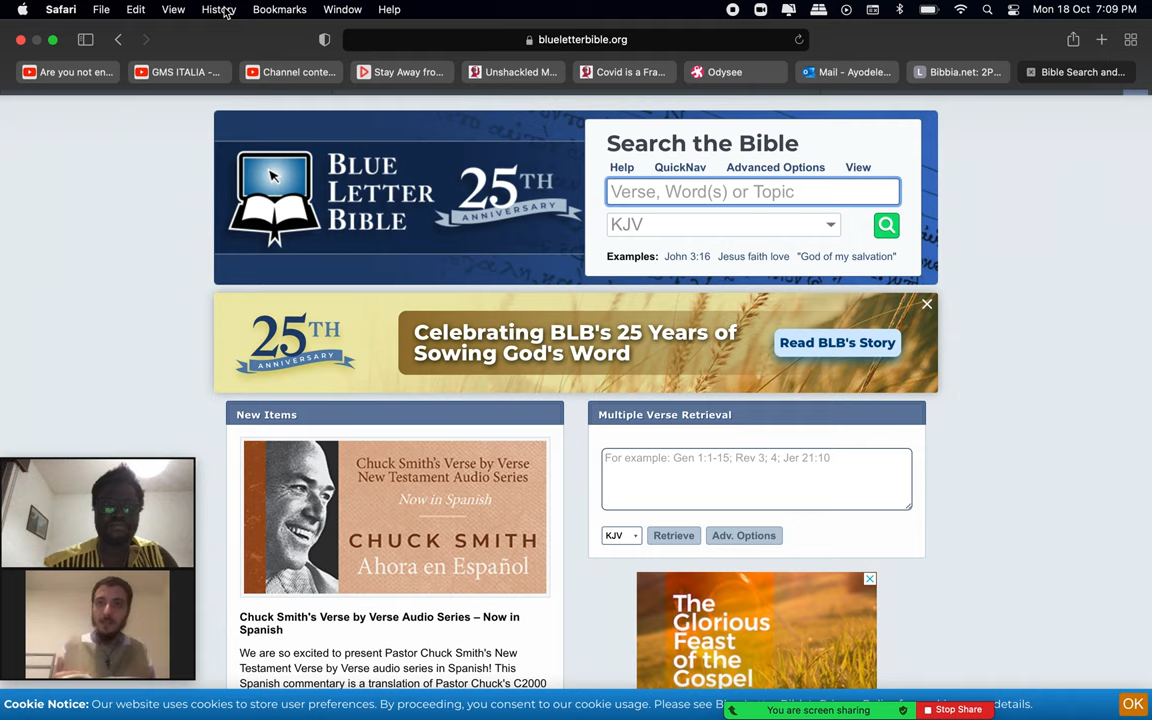 Safari File Edit View History Bookmarks Window Help Mon 18 Oct 7:09 PM
blueletterbible.org
Are you not en... GMS ITALIA -... Channel conte... Stay Away fro... Unshackled M... Covid is a Fra... Odysee Mail - Ayodele... L Bibbia.net: 2P... Bible Search and...
BLUE
LETTER
BIBLE
25TH
ANNIVERSARY
Search the Bible
Help QuickNav Advanced Options View
Verse, Word(s) or Topic
KJV
Examples: John 3:16 Jesus faith love "God of my salvation"
25TH
ANNIVERSARY
Celebrating BLB's 25 Years of
Sowing God's Word
Read BLB's Story
New Items
Chuck Smith's Verse by Verse
New Testament Audio Series
Now in Spanish
CHUCK SMITH
Ahora en Español
Chuck Smith's Verse by Verse Audio Series – Now in
Spanish
We are so excited to present Pastor Chuck Smith's New
Testament Verse by Verse audio series in Spanish! This
Spanish commentary is a translation of Pastor Chuck's C2000
Multiple Verse Retrieval
For example: Gen 1:1-15; Rev 3; 4; Jer 21:10
KJV Retrieve Adv. Options
The
Glorious
Feast
of the
Gospel
Cookie Notice: Our website uses cookies to store user preferences. By proceeding, you consent to our cookie usage. Please see details. OK
You are screen sharing Stop Share